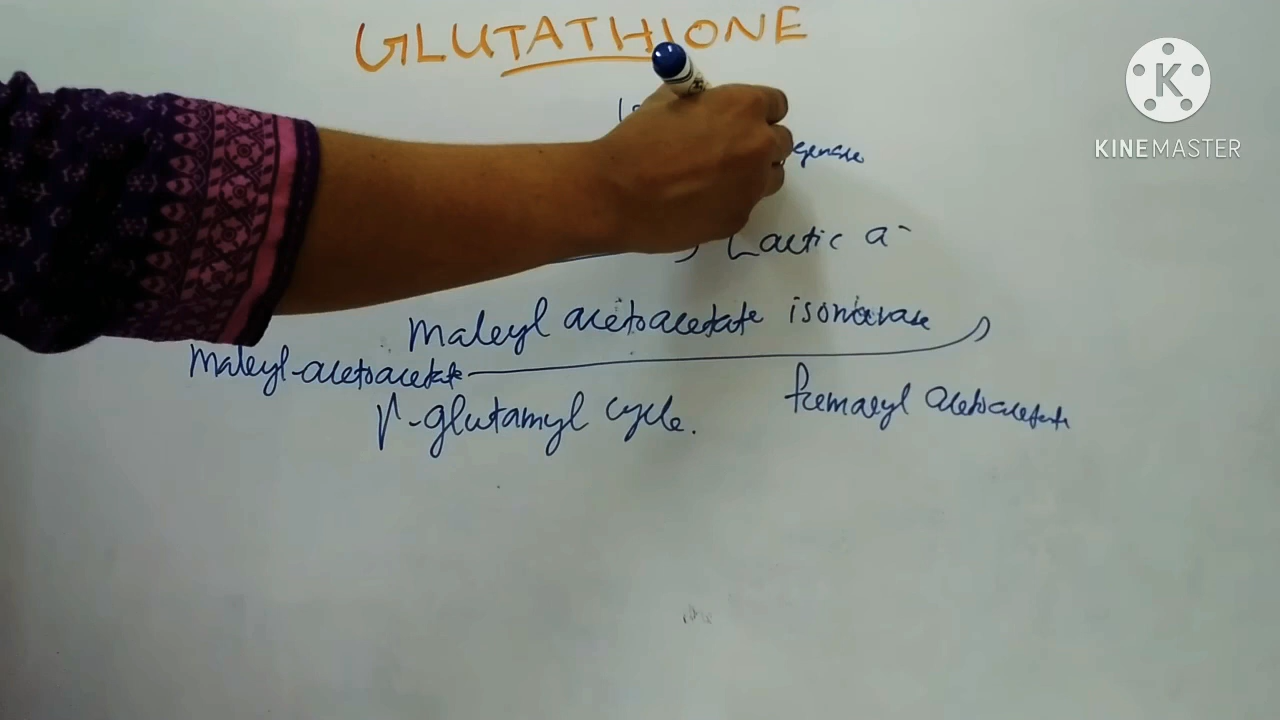 GLUTATHIONE
KINEMASTER
Lactic a-
Maleyl acetoacetate isomerase
Maleyl-acetoacetate
fumaryl acetoacetate
γ-glutamyl cycle.